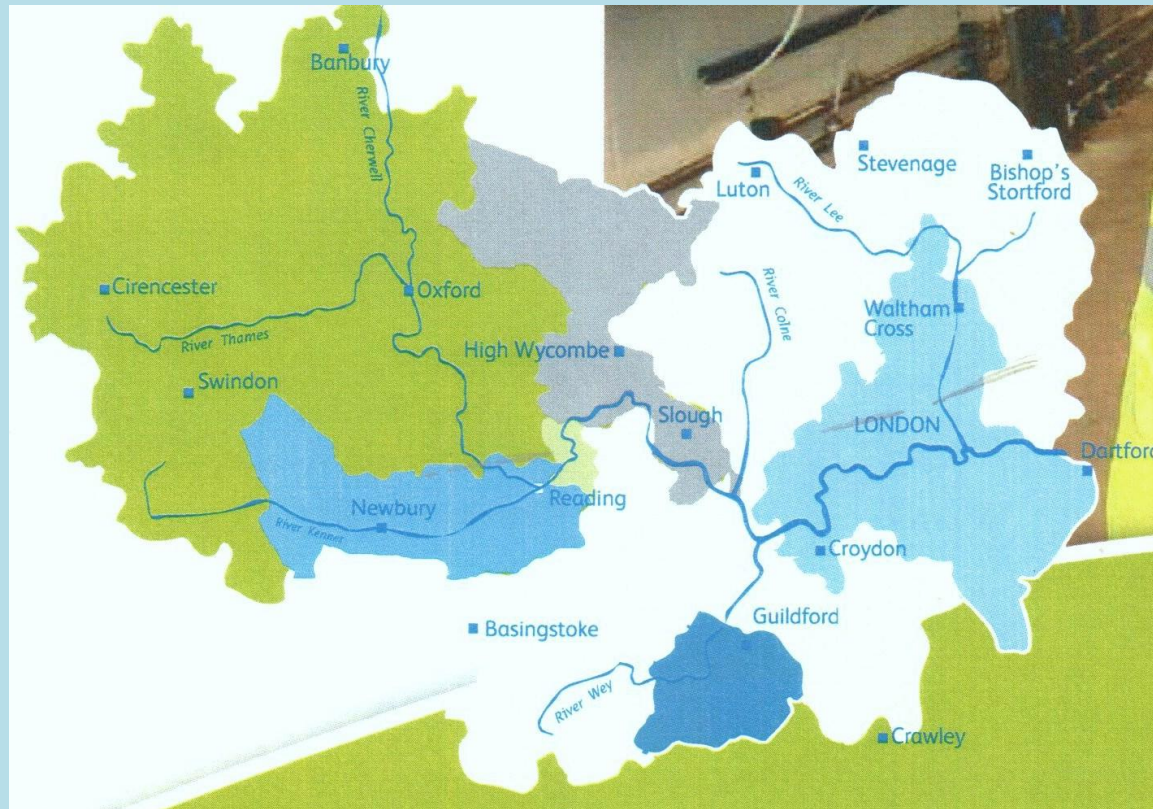 Banbury
River Cherwell
Stevenage
Bishop's
Stortford
Luton
River Lee
Cirencester
Oxford
River Colne
Waltham
Cross
River Thames
High Wycombe
Swindon
Slough
LONDON
Dartford
Reading
Newbury
River Kennet
Croydon
Guildford
Basingstoke
River Wey
Crawley